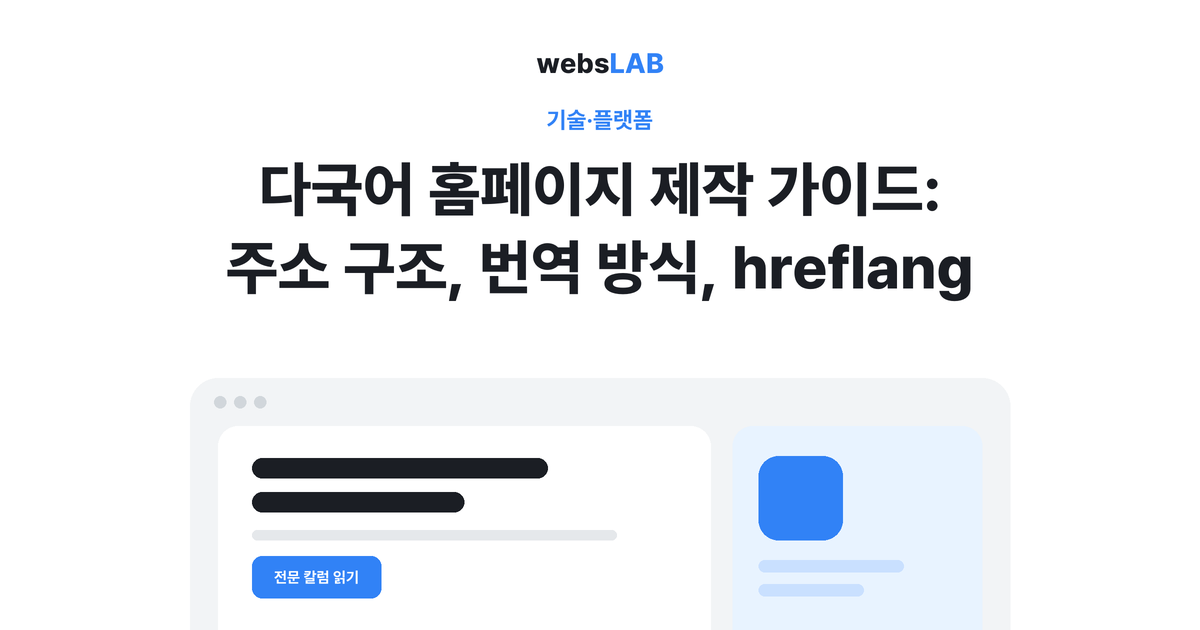 websLAB
기술·플랫폼
다국어 홈페이지 제작 가이드:
주소 구조, 번역 방식, hreflang
전문 칼럼 읽기